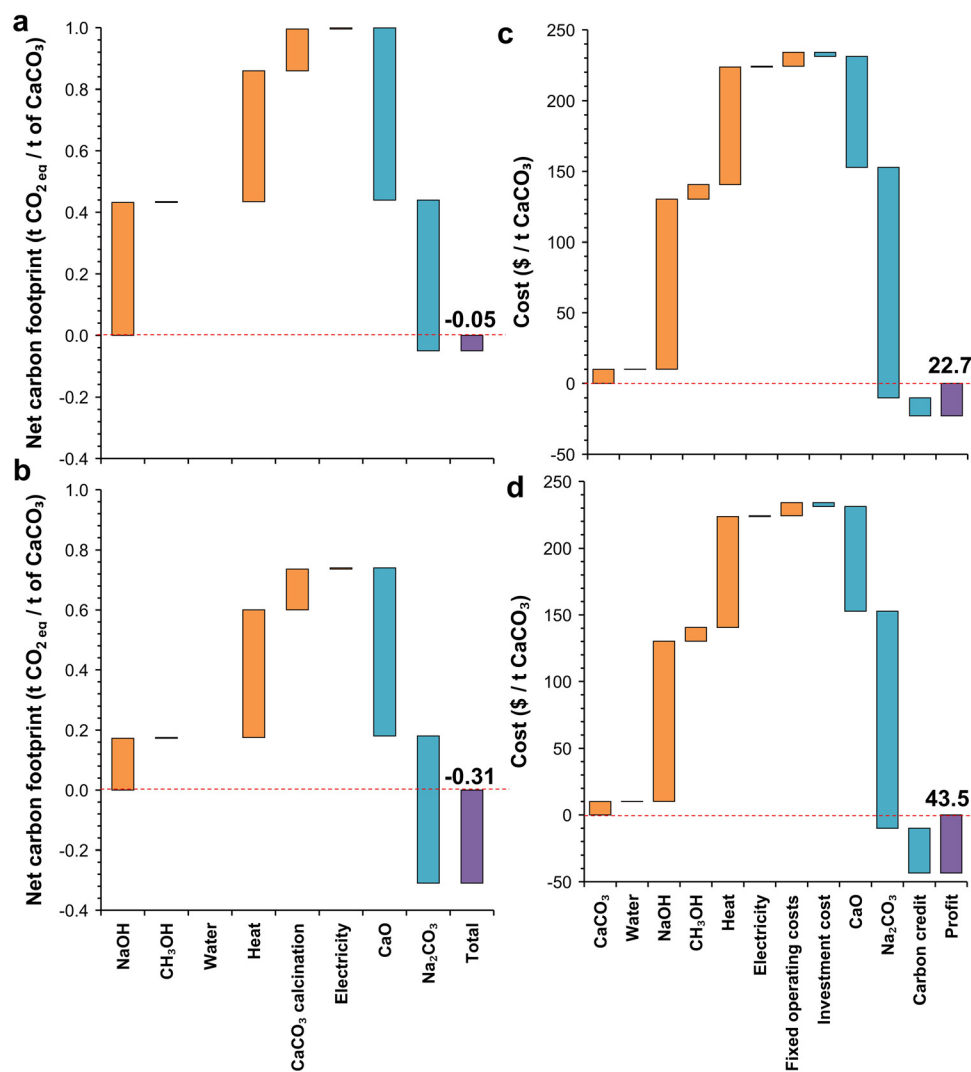 a
Net carbon footprint (t CO₂ eq / t of CaCO₃)
1.0
0.8
0.6
0.4
0.2
0.0
-0.2
-0.4
-0.05
c
Cost ($ / t CaCO₃)
250
200
150
100
50
0
-50
22.7
b
Net carbon footprint (t CO₂ eq / t of CaCO₃)
1.0
0.8
0.6
0.4
0.2
0.0
-0.2
-0.4
-0.31
NaOH
CH₃OH
Water
Heat
CaCO₃ calcination
Electricity
CaO
Na₂CO₃
Total
d
Cost ($ / t CaCO₃)
250
200
150
100
50
0
-50
43.5
CaCO₃
Water
NaOH
CH₃OH
Heat
Electricity
Fixed operating costs
Investment cost
CaO
Na₂CO₃
Carbon credit
Profit